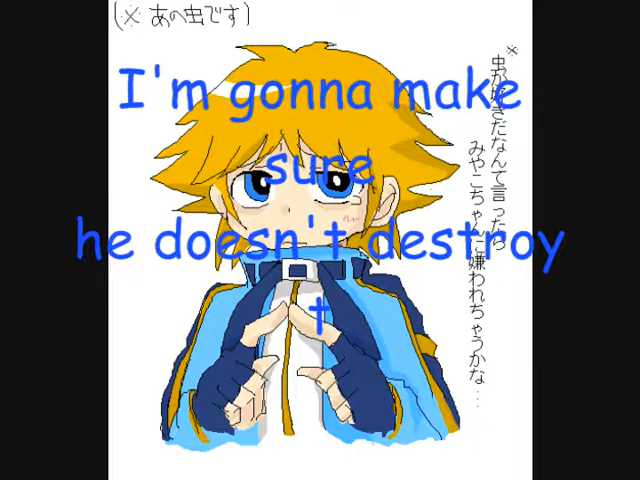 (※ あの虫です)
I'm gonna make
sure
he doesn't destroy
t
※虫が好きだなんて言ったら
みやこちゃんに嫌われちゃうかな…